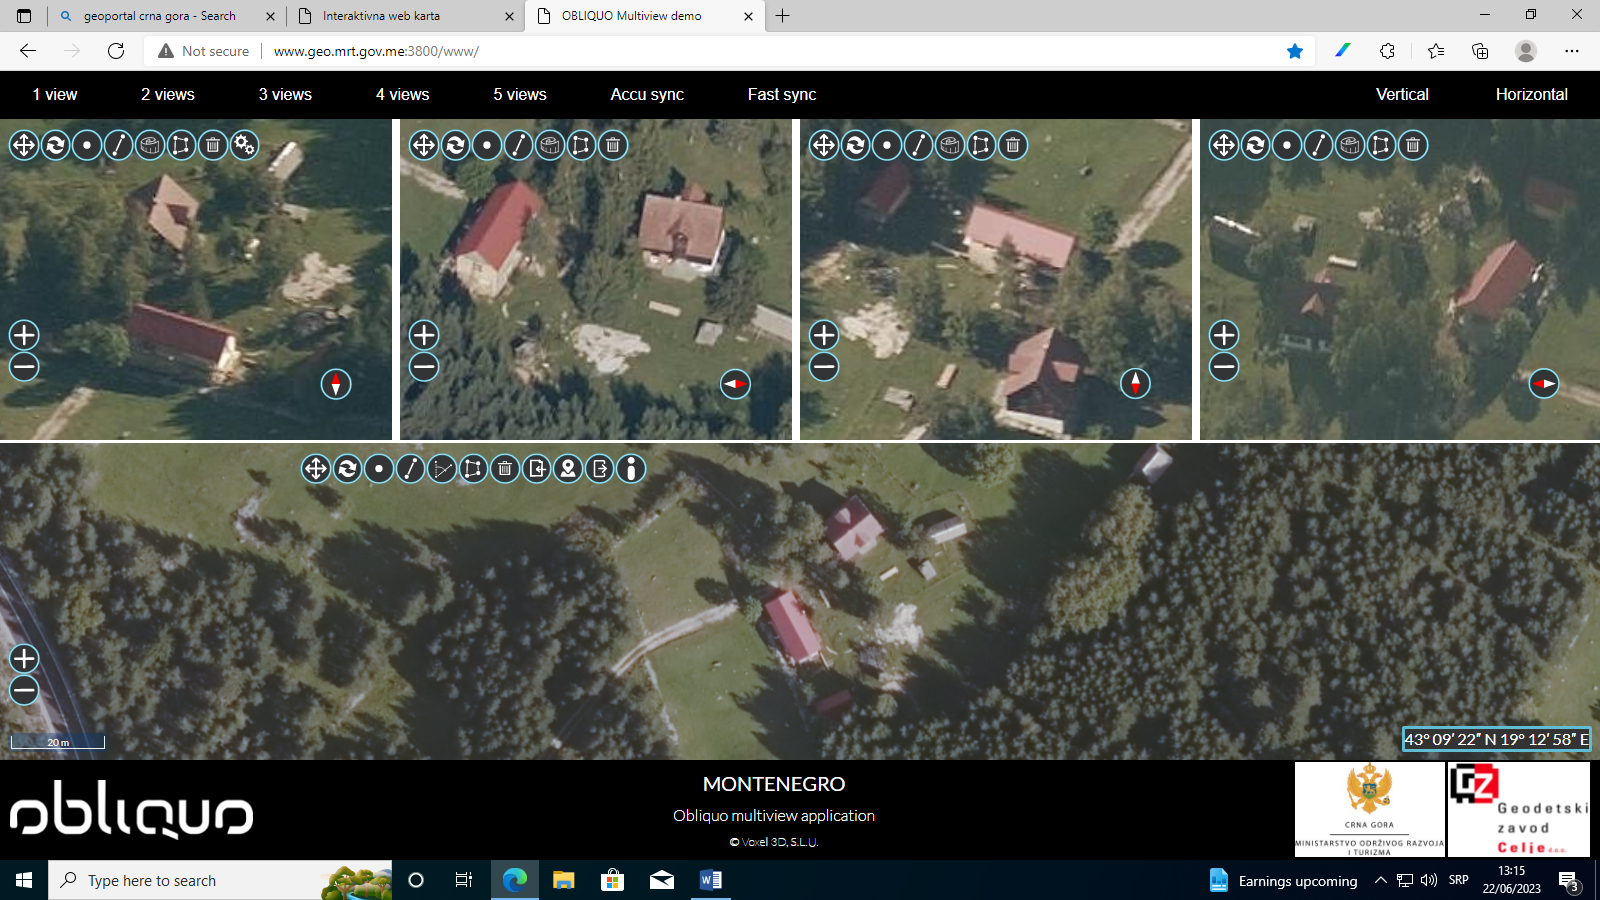 geoportal crna gora - Search
Interaktivna web karta
OBLIQUO Multiview demo
Not secure
www.geo.mrt.gov.me:3800/www/
1 view
2 views
3 views
4 views
5 views
Accu sync
Fast sync
Vertical
Horizontal
20 m
43° 09′ 22″ N 19° 12′ 58″ E
obliquo
MONTENEGRO
Obliquo multiview application
© Voxel 3D, S.L.U.
CRNA GORA
MINISTARSTVO ODRŽIVOG RAZVOJA
I TURIZMA
GZ
Geodetski
zavod
Celje d.o.o.
Type here to search
Earnings upcoming
SRP
13:15
22/06/2023
3